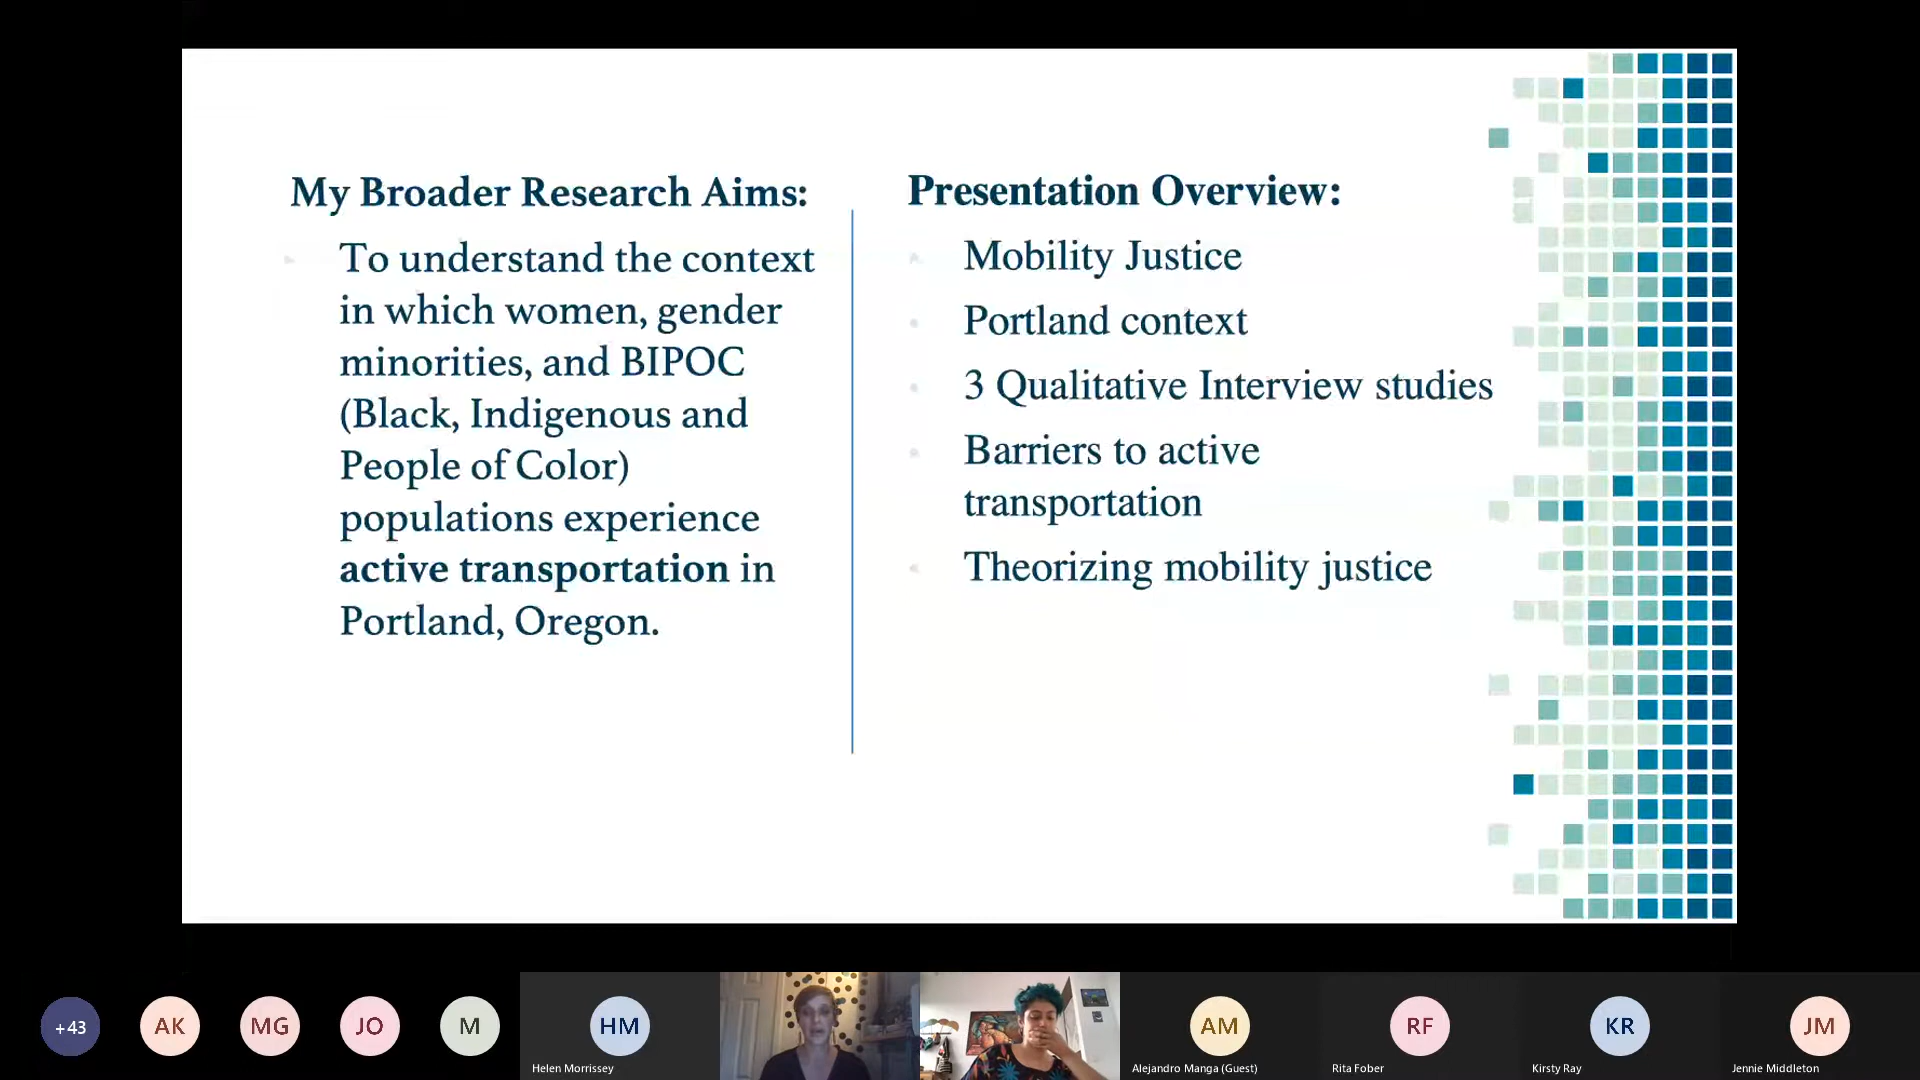 My Broader Research Aims:
To understand the context
in which women, gender
minorities, and BIPOC
(Black, Indigenous and
People of Color)
populations experience
active transportation in
Portland, Oregon.
Presentation Overview:
Mobility Justice
Portland context
3 Qualitative Interview studies
Barriers to active
transportation
Theorizing mobility justice
+43
AK
MG
JO
M
HM
Helen Morrissey
AM
Alejandro Manga (Guest)
RF
Rita Fober
KR
Kirsty Ray
JM
Jennie Middleton